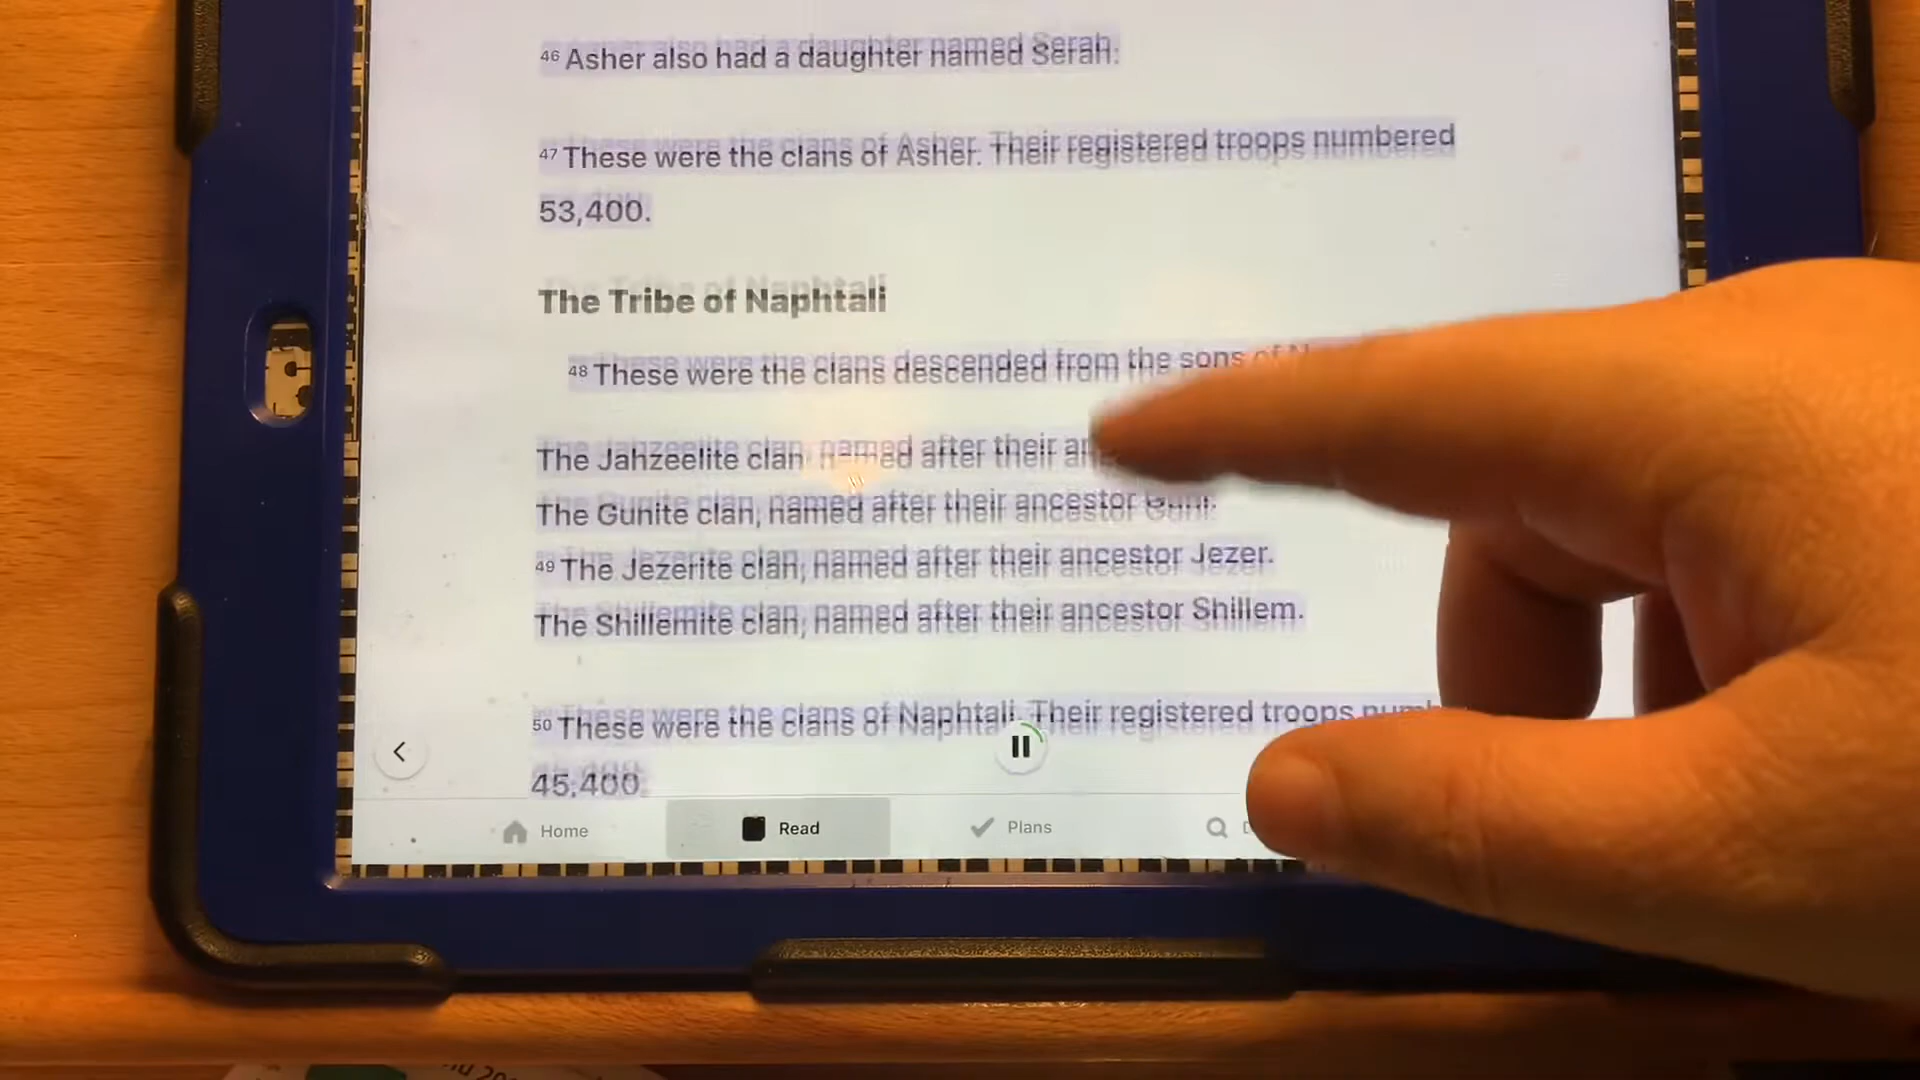 46 Asher also had a daughter named Serah.
47 These were the clans of Asher. Their registered troops numbered
53,400.
The Tribe of Naphtali
48 These were the clans descended from the sons of
The Jahzeelite clan, named after their
The Gunite clan, named after their ancestor Guni.
49 The Jezerite clan, named after their ancestor Jezer.
The Shillemite clan, named after their ancestor Shillem.
50 These were the clans of Naphtali. Their registered troops
45,400.
Home Read Plans